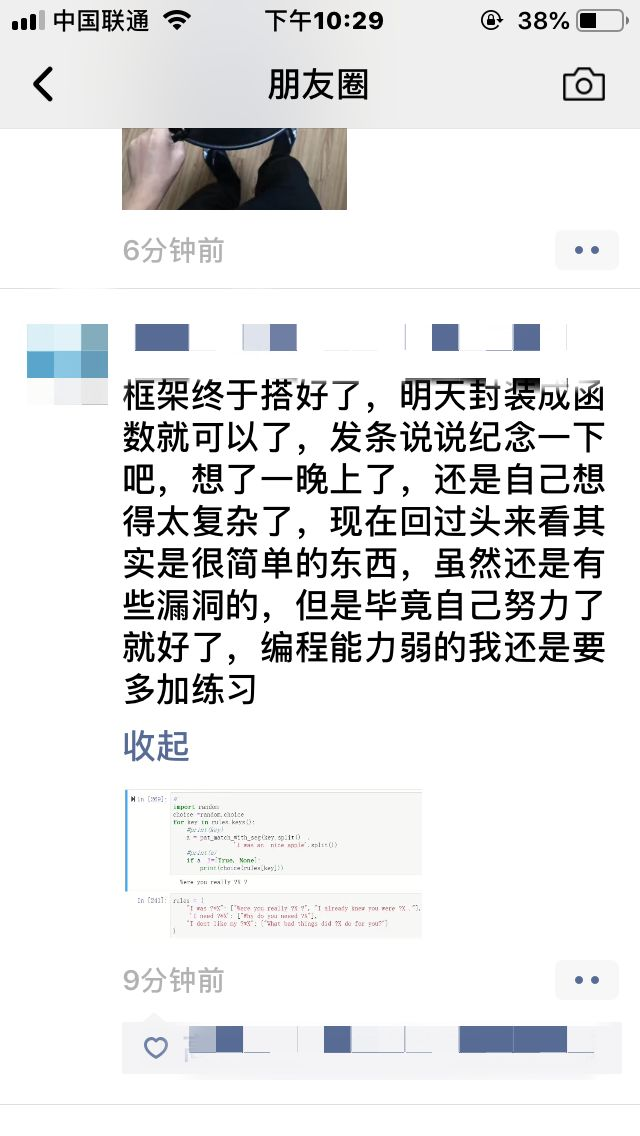 中国联通
下午10:29
38%
朋友圈
6分钟前
框架终于搭好了，明天封装成函
数就可以了，发条说说纪念一下
吧，想了一晚上了，还是自己想
得太复杂了，现在回过头来看其
实是很简单的东西，虽然还是有
些漏洞的，但是毕竟自己努力了
就好了，编程能力弱的我还是要
多加练习
收起
In [269]: #
import random
choice =random.choice
for key in rules.keys():
#print(key)
a = pat_match_with_seg(key.split() ,
"I was an nice apple".split())
#print(a)
if a !=[True, None]:
print(choice(rules[key]))
Were you really ?X ?
rules = {
"I was ?*X": ["Were you really ?X ?", "I already knew you were ?X ."],
"I need ?*X": ["Why do you neeed ?X"],
"I dost like my ?*X": ["What bad things did ?X do for you?"]
}
9分钟前